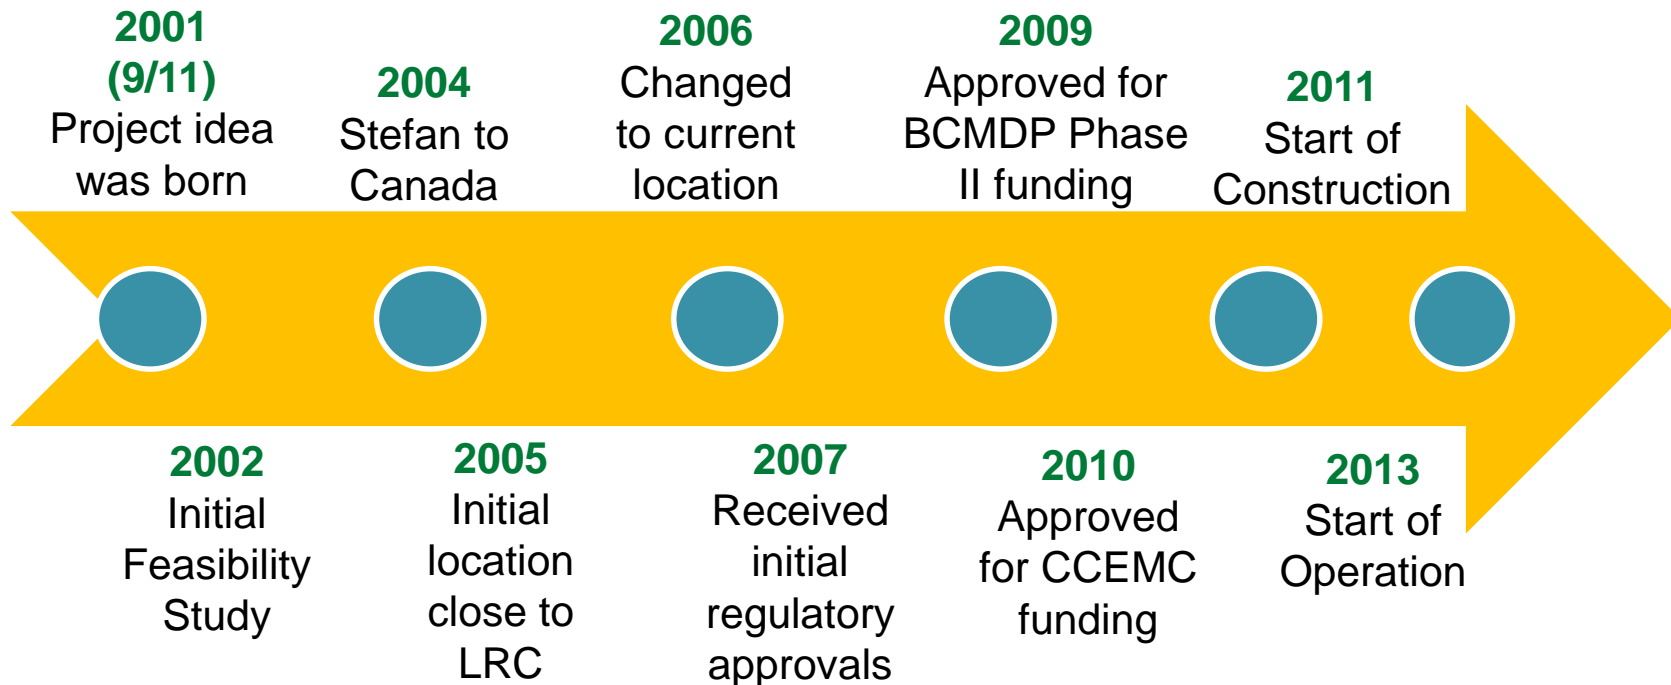 2001
(9/11)
Project idea
was born
2004
Stefan to
Canada
2006
Changed
to current
location
2009
Approved for
BCMDP Phase
II funding
2011
Start of
Construction
2002
Initial
Feasibility
Study
2005
Initial
location
close to
LRC
2007
Received
initial
regulatory
approvals
2010
Approved
for CCEMC
funding
2013
Start of
Operation